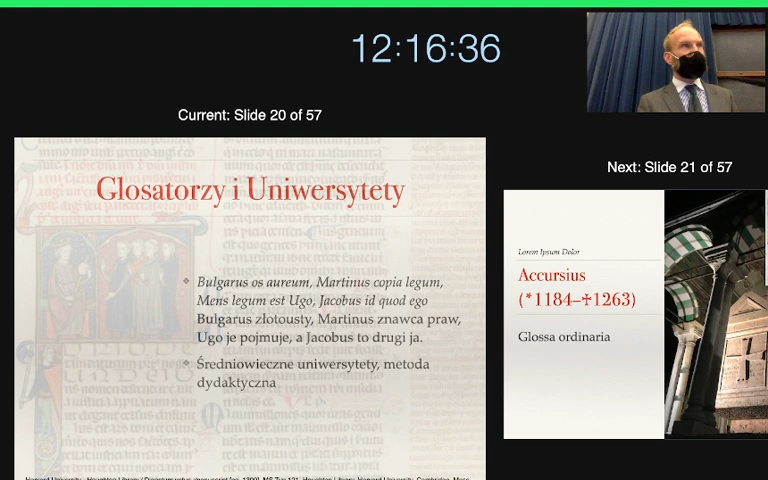 12:16:36
Current: Slide 20 of 57
Glosatorzy i Uniwersytety
Bulgarus os aureum, Martinus copia legum,
Mens legum est Ugo, Jacobus id quod ego
Bulgarus złotousty, Martinus znawca praw,
Ugo je pojmuje, a Jacobus to drugi ja.
Średniowieczne uniwersytety, metoda
dydaktyczna
Next: Slide 21 of 57
Lorem Ipsum Dolor
Accursius
(*1184–♰1263)
Glossa ordinaria